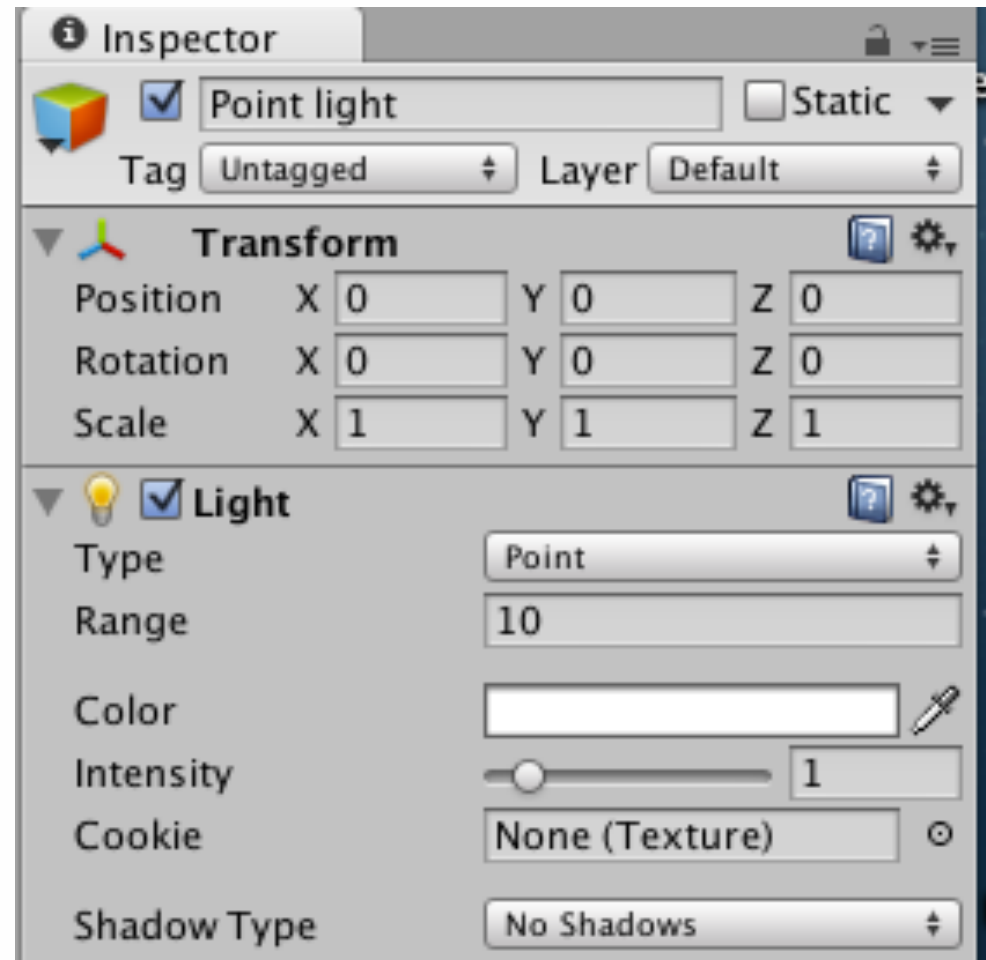 Inspector
Point light Static
Tag Untagged Layer Default
Transform
Position X 0 Y 0 Z 0
Rotation X 0 Y 0 Z 0
Scale X 1 Y 1 Z 1
Light
Type Point
Range 10
Color
Intensity 1
Cookie None (Texture)
Shadow Type No Shadows